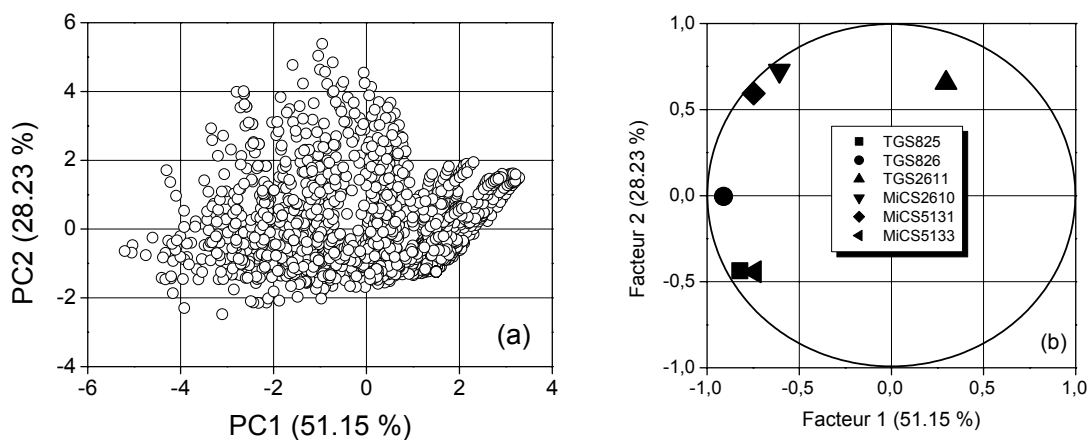 6
4
2
0
-2
-4
-6
-4
-2
0
2
4
PC2 (28.23 %)
PC1 (51.15 %)
(a)
1,0
0,5
0,0
-0,5
-1,0
-1,0
-0,5
0,0
0,5
1,0
Facteur 2 (28.23 %)
Facteur 1 (51.15 %)
TGS825
TGS826
TGS2611
MiCS2610
MiCS5131
MiCS5133
(b)